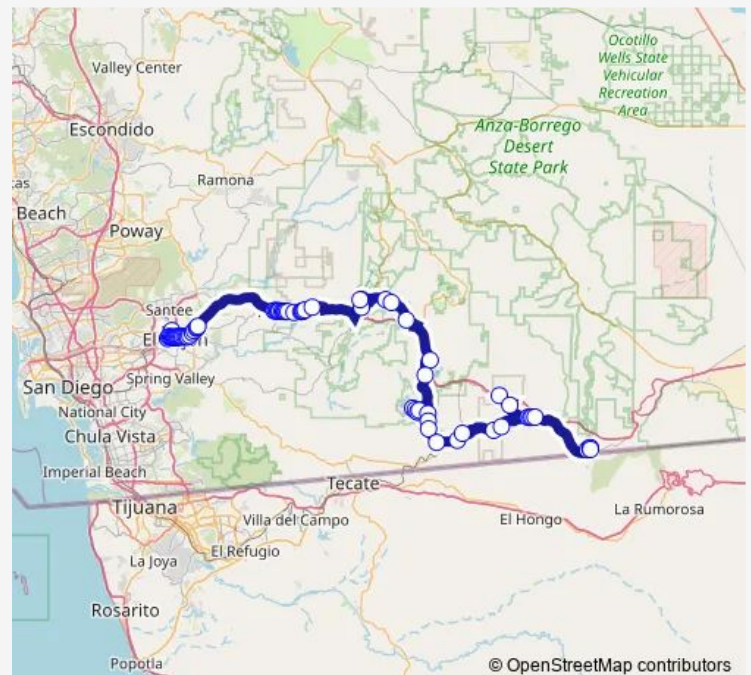 Ocotillo
Wells State
Vehicular
Recreation
Area
Valley Center
Escondido
Anza-Borrego
Desert
State Park
Ramona
Beach
Poway
Santee
El
San Diego
Spring Valley
National City
Chula Vista
Imperial Beach
Tecate
Tijuana
Villa del Campo
El Hongo
La Rumorosa
La Joya
El Refugio
Rosarito
Popotla
© OpenStreetMap contributors